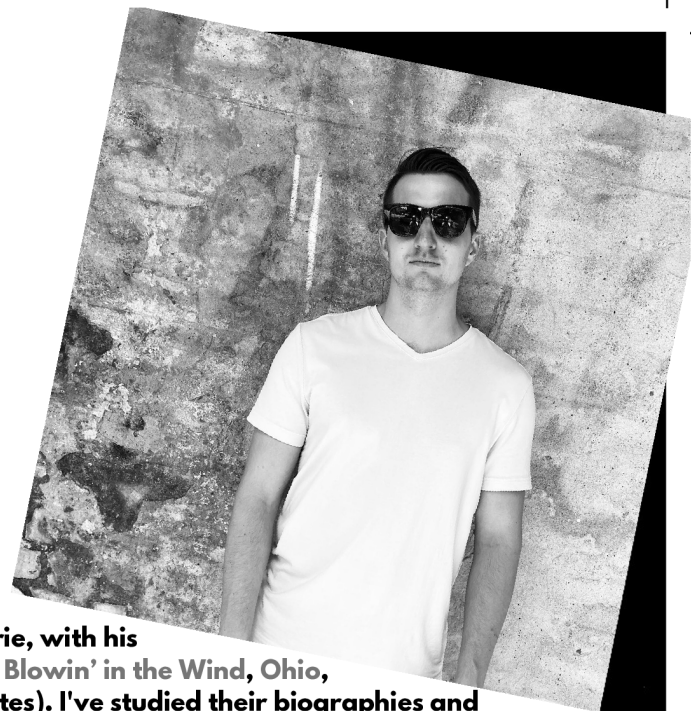 rie, with his
Blowin’ in the Wind, Ohio,
tes). I've studied their biographies and